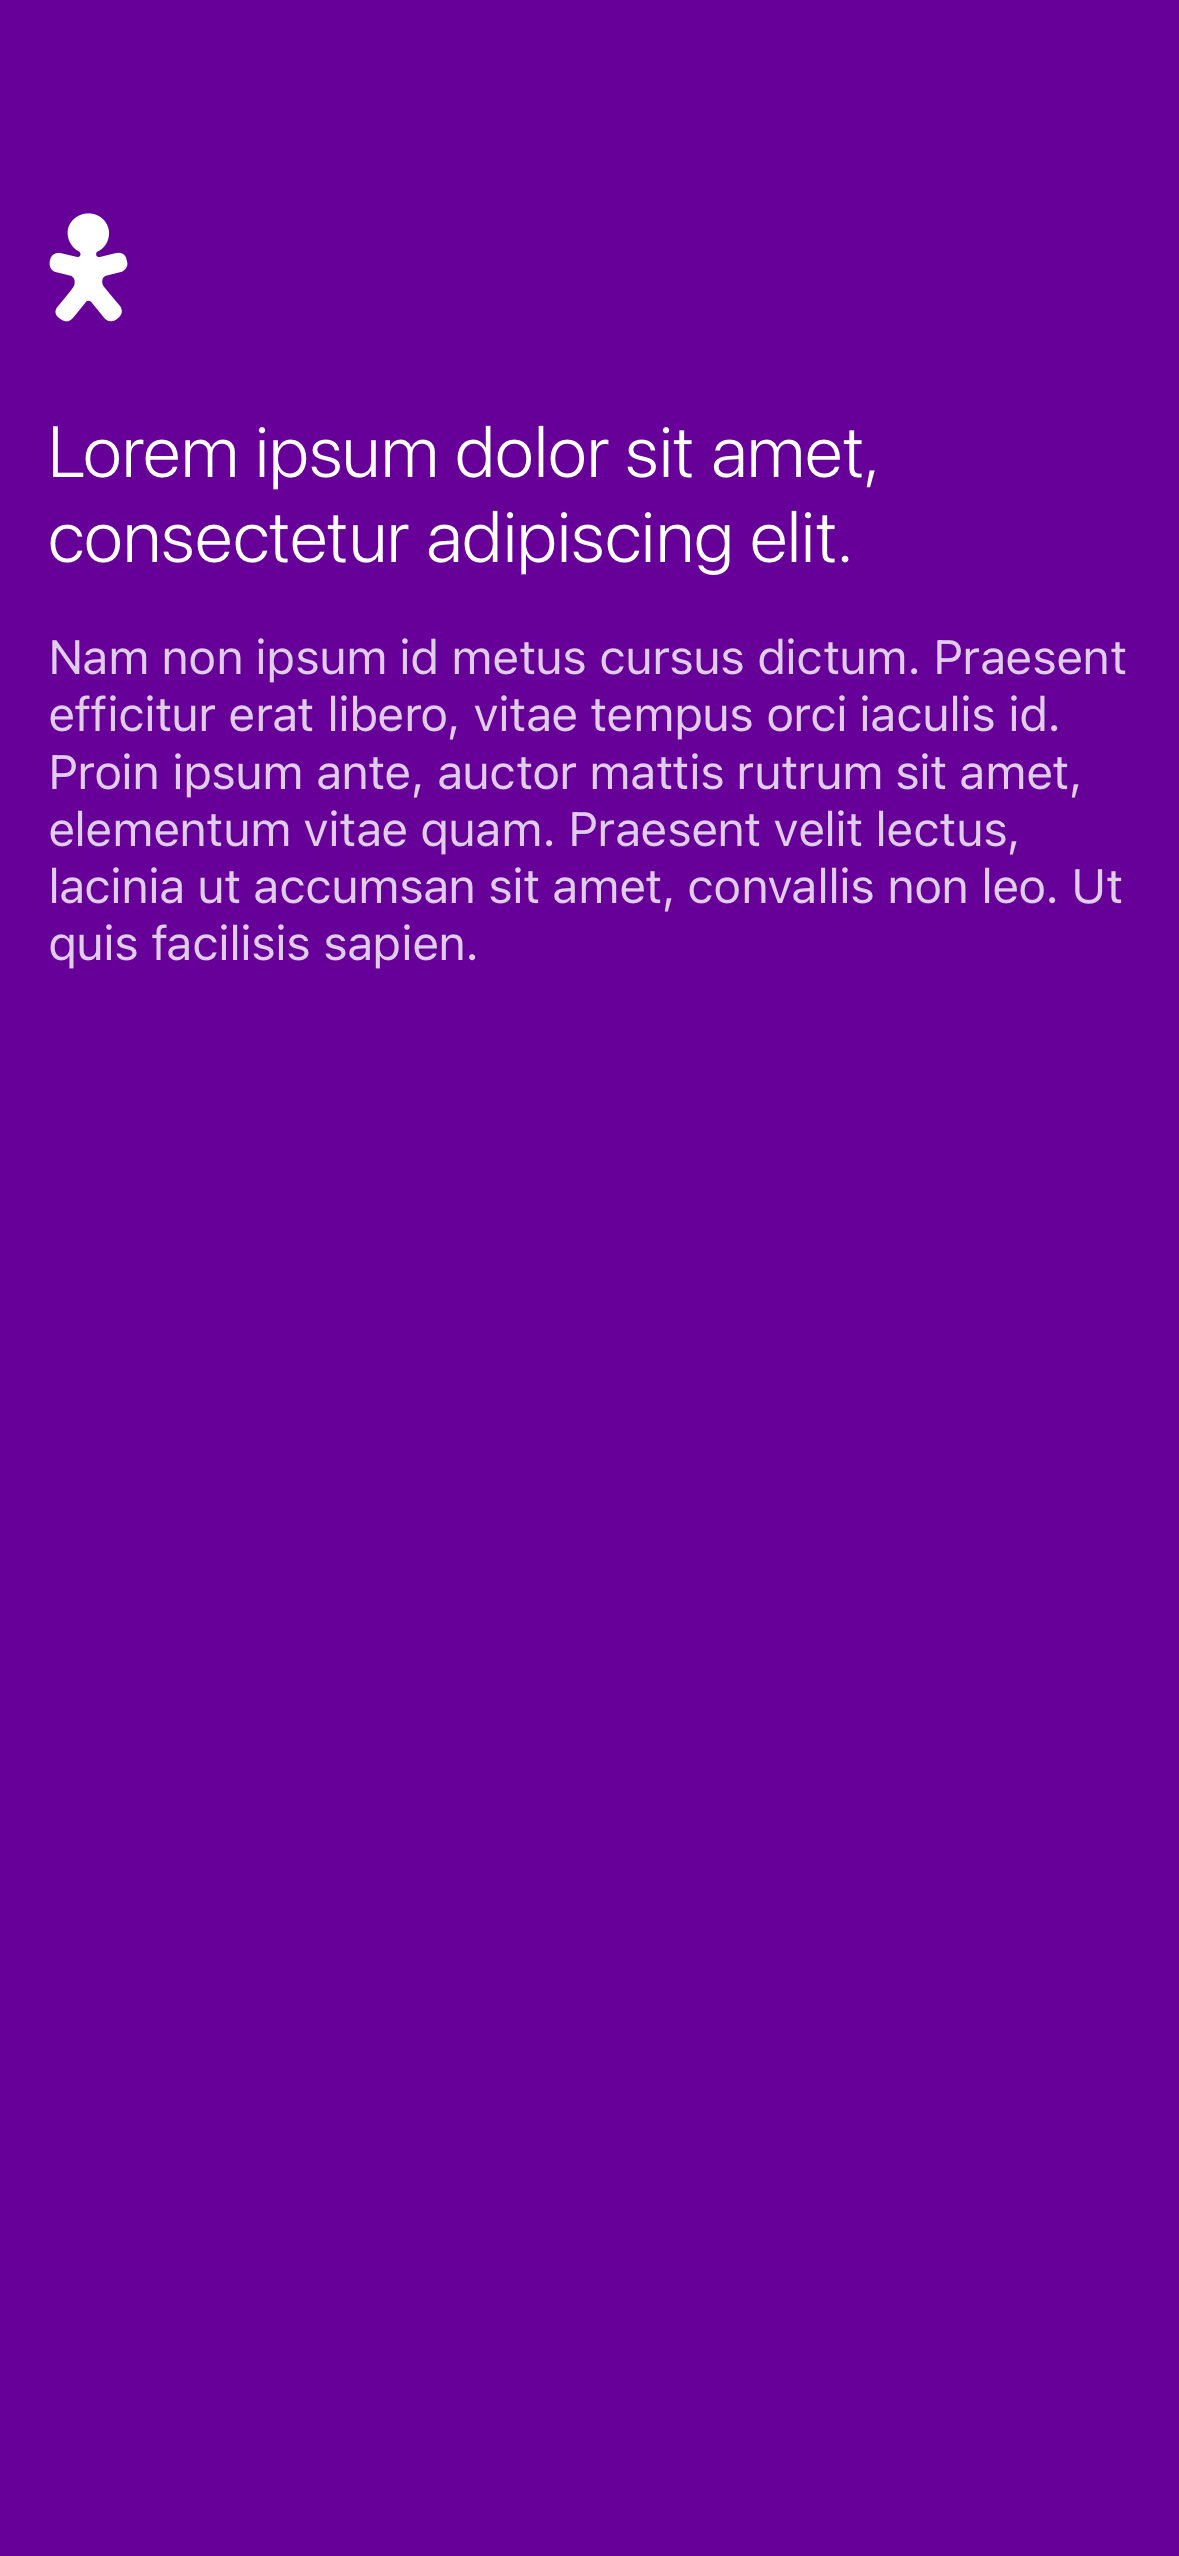 Lorem ipsum dolor sit amet,
consectetur adipiscing elit.
Nam non ipsum id metus cursus dictum. Praesent
efficitur erat libero, vitae tempus orci iaculis id.
Proin ipsum ante, auctor mattis rutrum sit amet,
elementum vitae quam. Praesent velit lectus,
lacinia ut accumsan sit amet, convallis non leo. Ut
quis facilisis sapien.